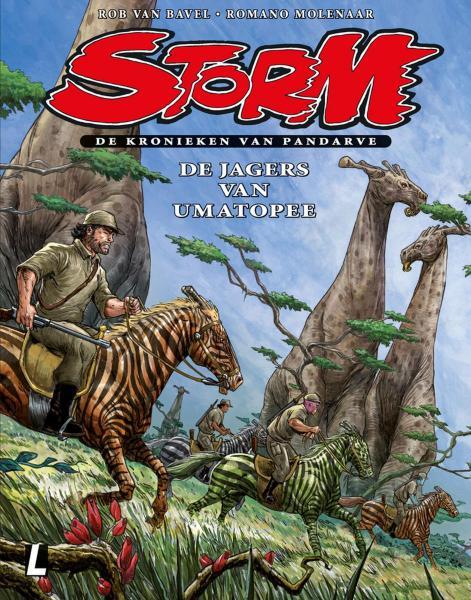 ROB VAN BAVEL • ROMANO MOLENAAR
STORM
DE KRONIEKEN VAN PANDARVE
DE JAGERS
VAN
UMATOPEE
L